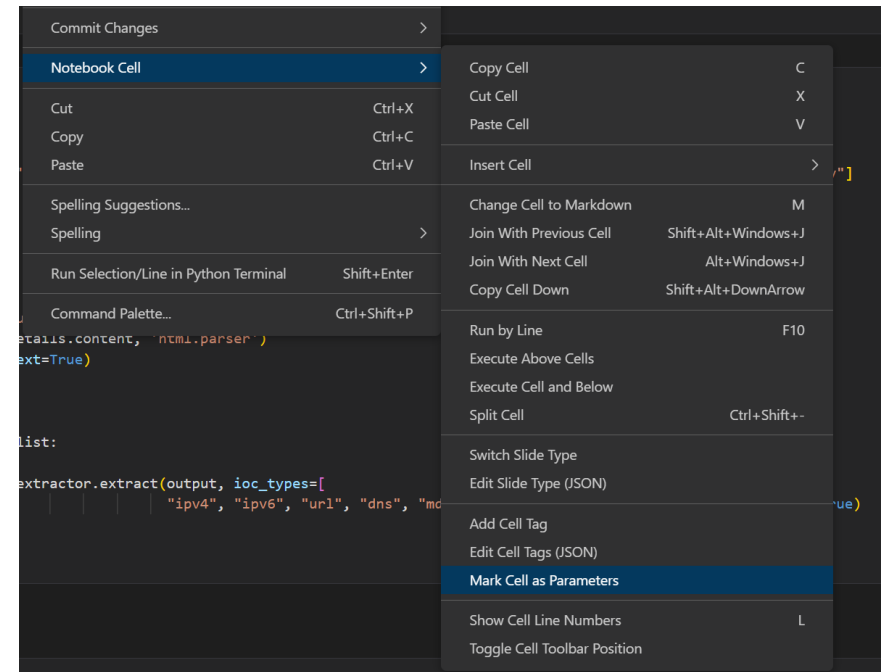 Commit Changes
Notebook Cell
Cut Ctrl+X
Copy Ctrl+C
Paste Ctrl+V
Spelling Suggestions...
Spelling
Run Selection/Line in Python Terminal Shift+Enter
Command Palette... Ctrl+Shift+P
Copy Cell C
Cut Cell X
Paste Cell V
Insert Cell
Change Cell to Markdown M
Join With Previous Cell Shift+Alt+Windows+J
Join With Next Cell Alt+Windows+J
Copy Cell Down Shift+Alt+DownArrow
Run by Line F10
Execute Above Cells
Execute Cell and Below
Split Cell Ctrl+Shift+-
Switch Slide Type
Edit Slide Type (JSON)
Add Cell Tag
Edit Cell Tags (JSON)
Mark Cell as Parameters
Show Cell Line Numbers L
Toggle Cell Toolbar Position
"]
etails.content, 'html.parser')
ext=True)
list:
extractor.extract(output, ioc_types=[
"ipv4", "ipv6", "url", "dns", "md
ue)